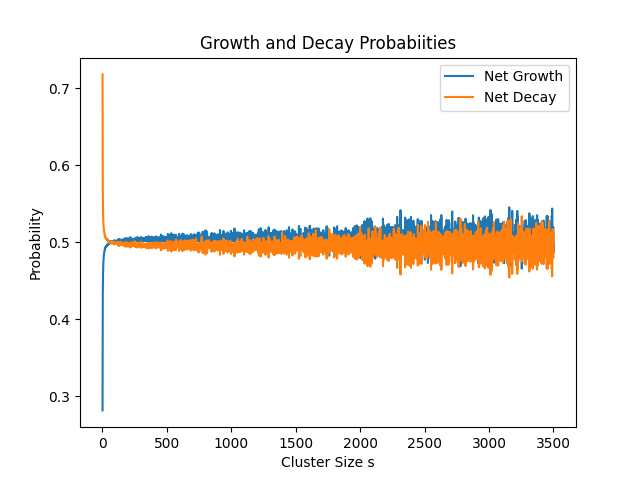 Growth and Decay Probabiities
Net Growth
Net Decay
0.7
0.6
0.5
0.4
0.3
Probability
0
500
1000
1500
2000
2500
3000
3500
Cluster Size s